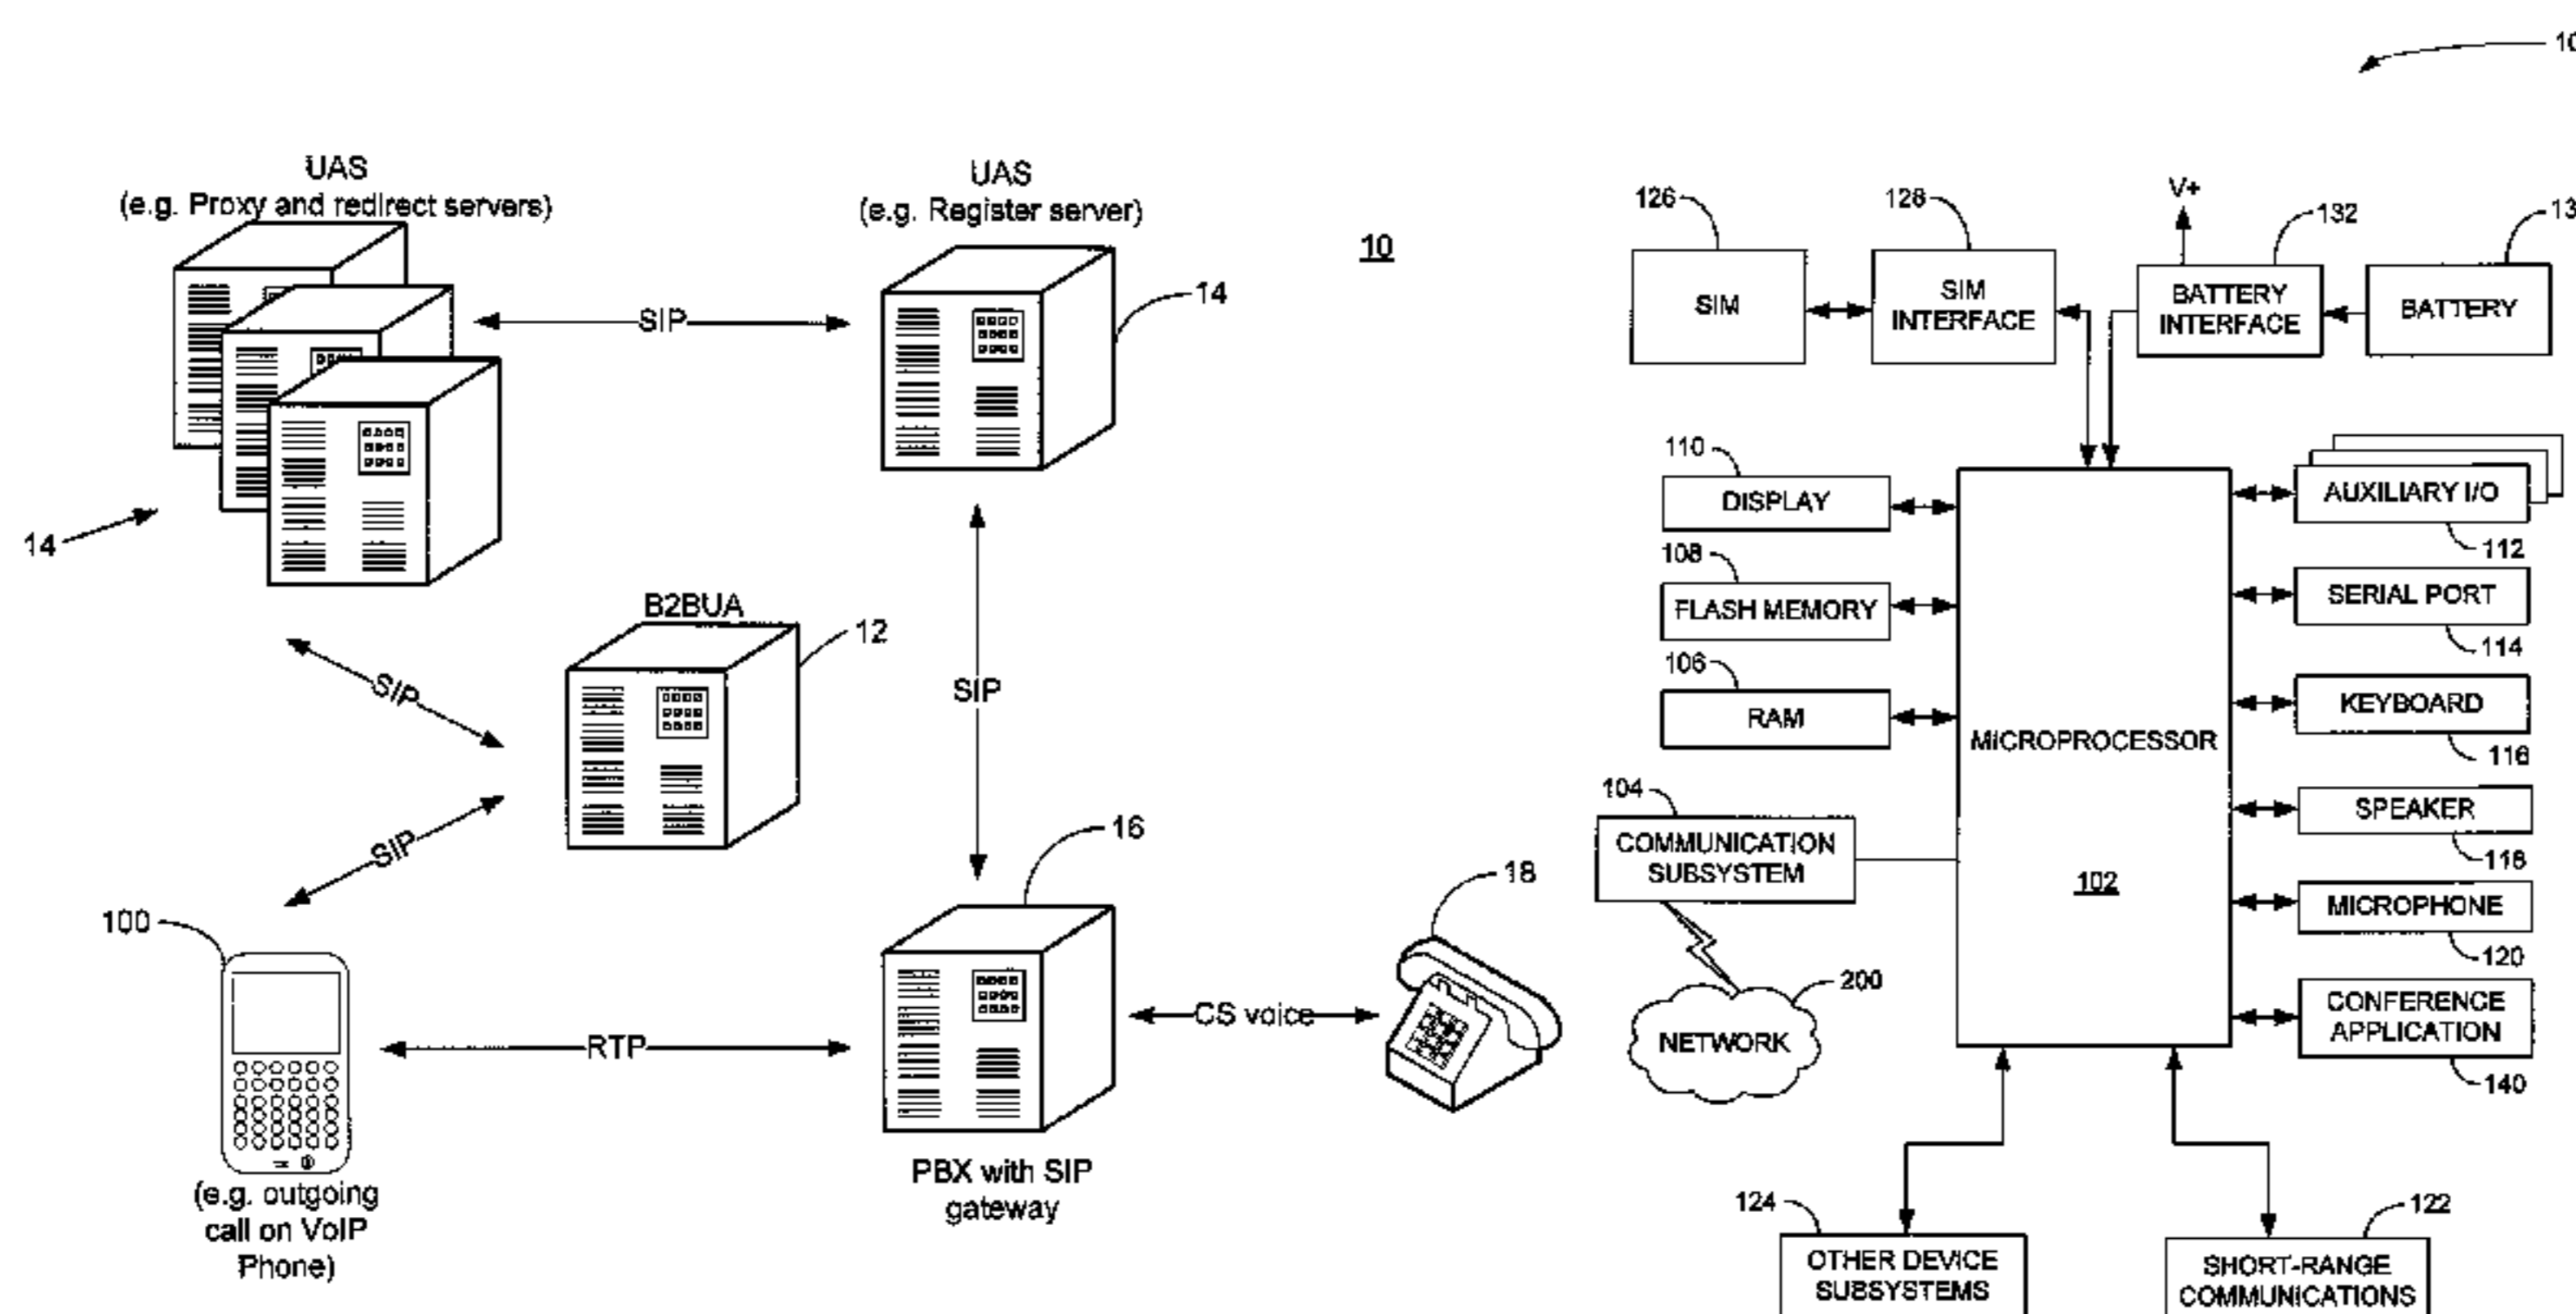 UAS
(e.g. Proxy and redirect servers)
UAS
(e.g. Register server)
10
14
SIP
14
B2BUA
12
SIP
SIP
SIP
16
18
100
RTP
CS voice
(e.g. outgoing
call on VoIP
Phone)
PBX with SIP
gateway
126
128
V+
132
SIM
SIM
INTERFACE
BATTERY
INTERFACE
BATTERY
110
DISPLAY
AUXILIARY I/O
112
108
FLASH MEMORY
SERIAL PORT
114
106
RAM
KEYBOARD
116
MICROPROCESSOR
102
104
COMMUNICATION
SUBSYSTEM
SPEAKER
118
MICROPHONE
120
200
NETWORK
CONFERENCE
APPLICATION
140
124
OTHER DEVICE
SUBSYSTEMS
122
SHORT-RANGE
COMMUNICATIONS